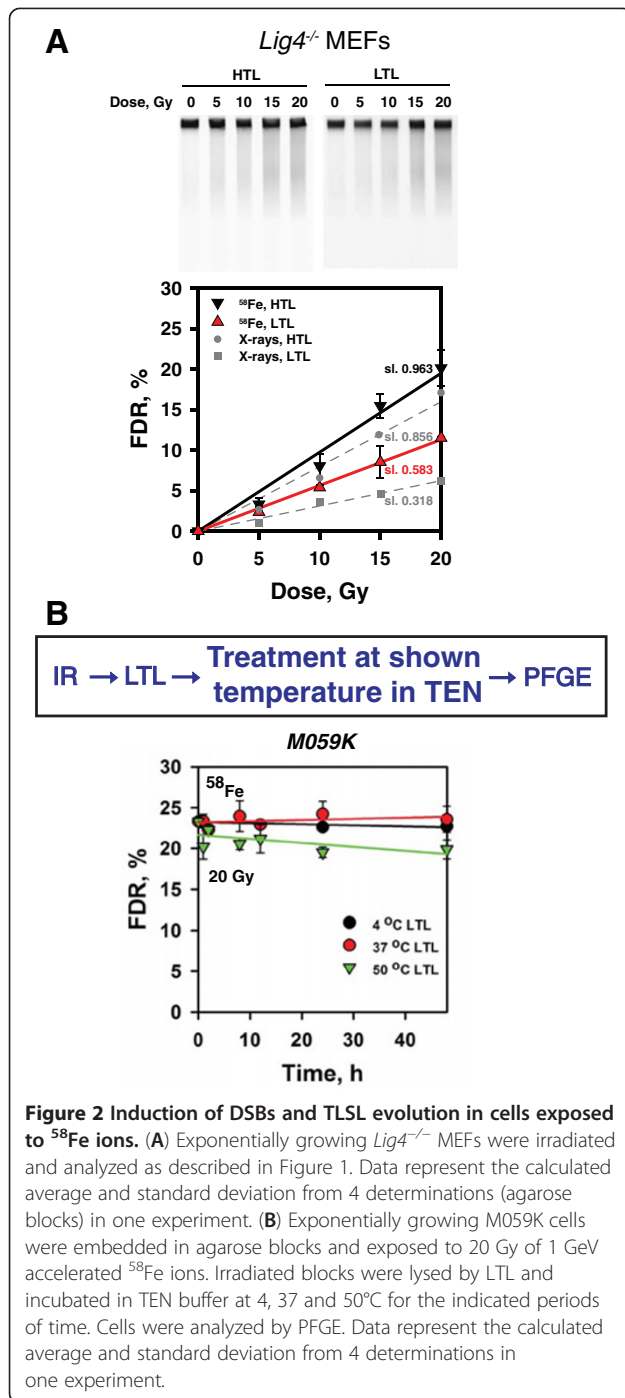 A
Lig4-/- MEFs
HTL LTL
Dose, Gy 0 5 10 15 20 0 5 10 15 20
30
25
20
15
10
5
0
FDR, %
▼ ⁵⁸Fe, HTL
▲ ⁵⁸Fe, LTL
● X-rays, HTL
■ X-rays, LTL
sl. 0.963
sl. 0.856
sl. 0.583
sl. 0.318
0 5 10 15 20
Dose, Gy
B
IR → LTL → Treatment at shown temperature in TEN → PFGE
M059K
30
25
20
15
10
5
0
FDR, %
⁵⁸Fe
20 Gy
4 ᴼC LTL
37 ᴼC LTL
50 ᴼC LTL
0 10 20 30 40
Time, h
Figure 2 Induction of DSBs and TLSL evolution in cells exposed
to ⁵⁸Fe ions. (A) Exponentially growing Lig4⁻/⁻ MEFs were irradiated
and analyzed as described in Figure 1. Data represent the calculated
average and standard deviation from 4 determinations (agarose
blocks) in one experiment. (B) Exponentially growing M059K cells
were embedded in agarose blocks and exposed to 20 Gy of 1 GeV
accelerated ⁵⁸Fe ions. Irradiated blocks were lysed by LTL and
incubated in TEN buffer at 4, 37 and 50°C for the indicated periods
of time. Cells were analyzed by PFGE. Data represent the calculated
average and standard deviation from 4 determinations in
one experiment.